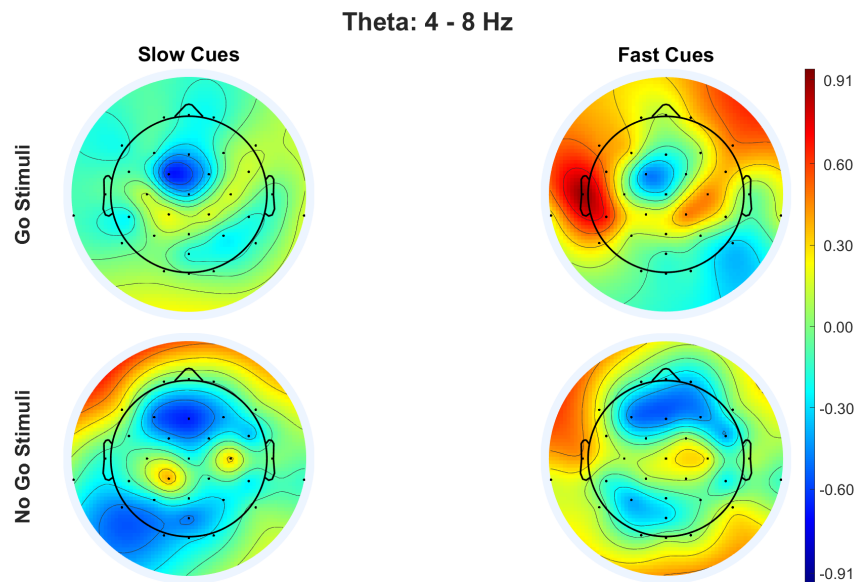 Theta: 4 - 8 Hz
Slow Cues
Fast Cues
Go Stimuli
No Go Stimuli
0.91
0.60
0.30
0.00
-0.30
-0.60
-0.91